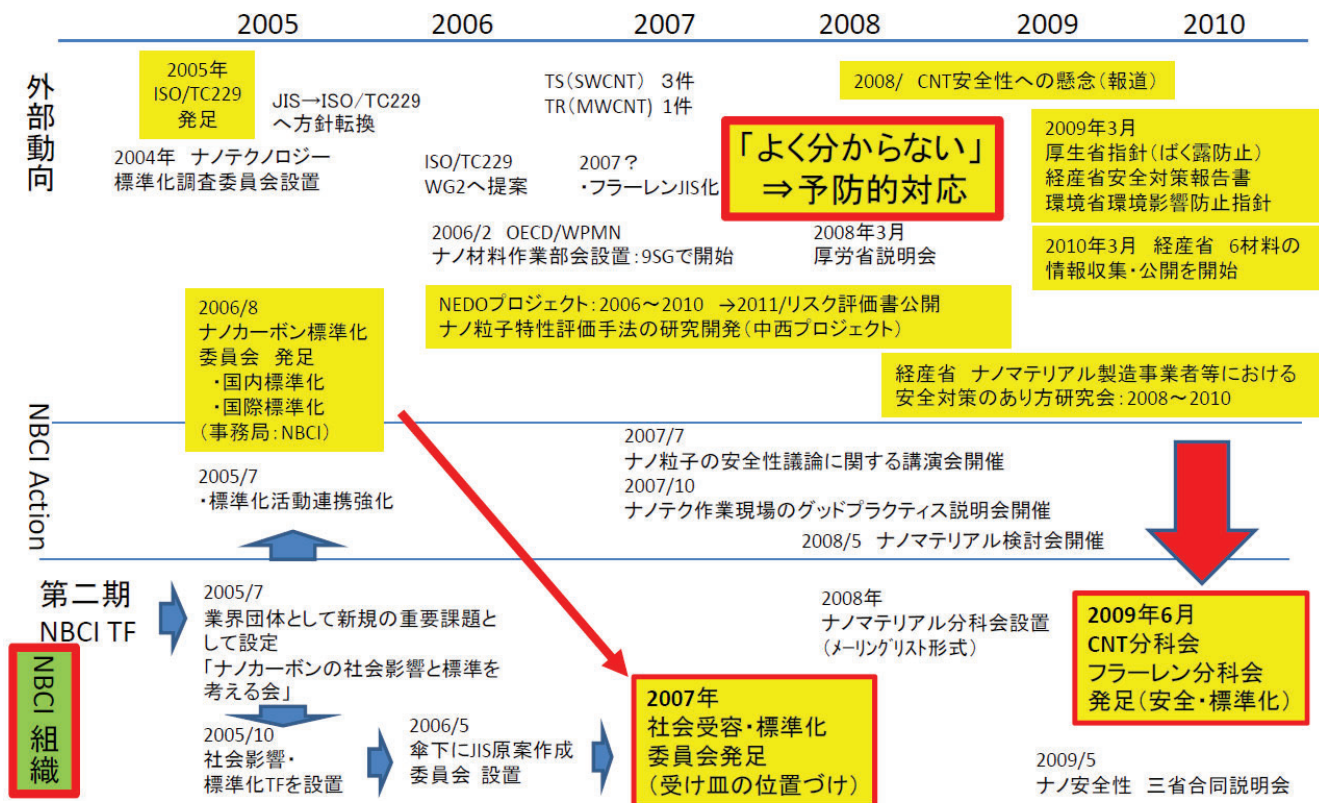 2005
2006
2007
2008
2009
2010
外部動向
2005年
ISO/TC229
発足
JIS→ISO/TC229
へ方針転換
2004年 ナノテクノロジー
標準化調査委員会設置
TS(SWCNT) 3件
TR(MWCNT) 1件
ISO/TC229
WG2へ提案
2007?
・フラーレンJIS化
「よく分からない」
⇒予防的対応
2008/ CNT安全性への懸念(報道)
2009年3月
厚生省指針(ばく露防止)
経産省安全対策報告書
環境省環境影響防止指針
2006/2 OECD/WPMN
ナノ材料作業部会設置:9SGで開始
2008年3月
厚労省説明会
2010年3月 経産省 6材料の
情報収集・公開を開始
2006/8
ナノカーボン標準化
委員会 発足
・国内標準化
・国際標準化
(事務局:NBCI)
NEDOプロジェクト:2006～2010 →2011/リスク評価書公開
ナノ粒子特性評価手法の研究開発(中西プロジェクト)
経産省 ナノマテリアル製造事業者等における
安全対策のあり方研究会:2008～2010
NBCI Action
2005/7
・標準化活動連携強化
2007/7
ナノ粒子の安全性議論に関する講演会開催
2007/10
ナノテク作業現場のグッドプラクティス説明会開催
2008/5 ナノマテリアル検討会開催
第二期
NBCI TF
NBCI 組織
2005/7
業界団体として新規の重要課題と
して設定
「ナノカーボンの社会影響と標準を
考える会」
2005/10
社会影響・
標準化TFを設置
2006/5
傘下にJIS原案作成
委員会 設置
2007年
社会受容・標準化
委員会発足
(受け皿の位置づけ)
2008年
ナノマテリアル分科会設置
(メーリングリスト形式)
2009年6月
CNT分科会
フラーレン分科会
発足(安全・標準化)
2009/5
ナノ安全性 三省合同説明会